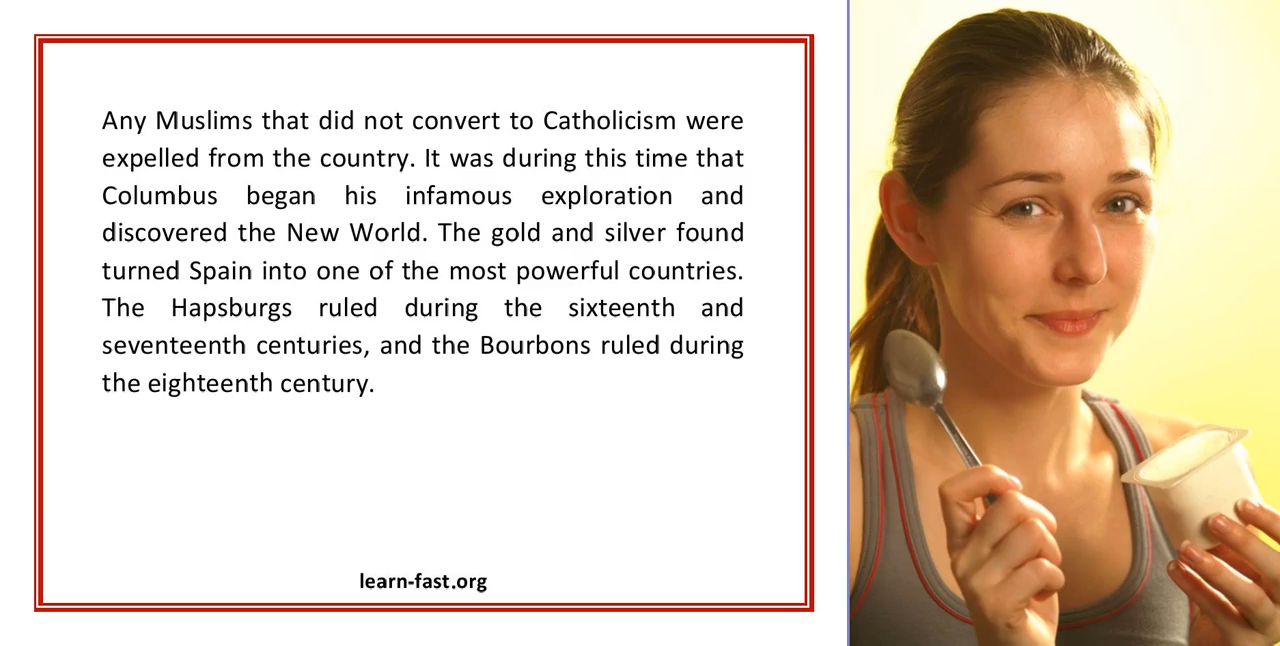 Any Muslims that did not convert to Catholicism were
expelled from the country. It was during this time that
Columbus began his infamous exploration and
discovered the New World. The gold and silver found
turned Spain into one of the most powerful countries.
The Hapsburgs ruled during the sixteenth and
seventeenth centuries, and the Bourbons ruled during
the eighteenth century.
learn-fast.org